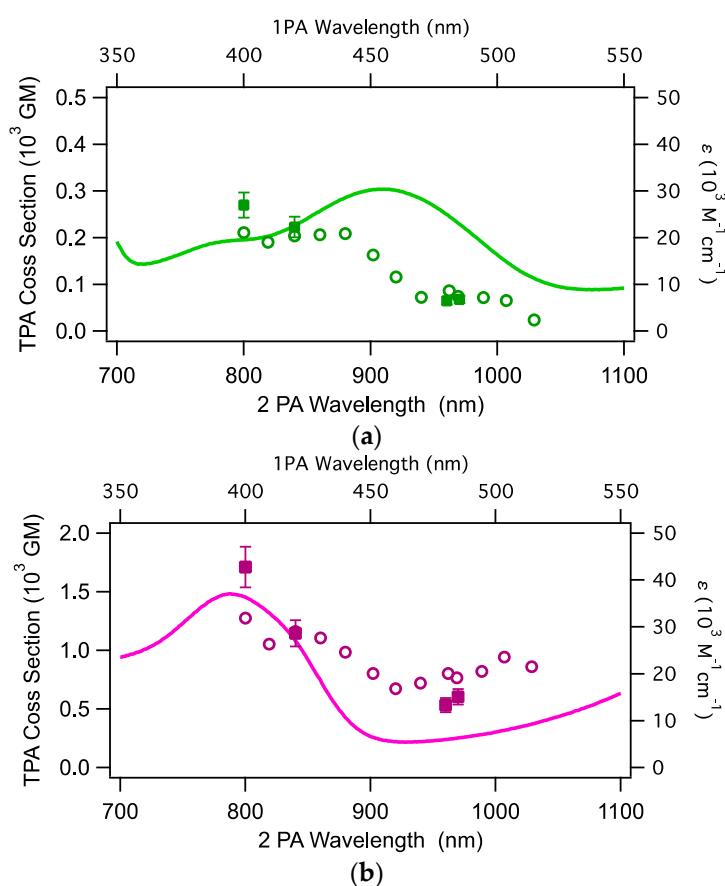 1PA Wavelength (nm)
350 400 450 500 550
TPA Coss Section (10³ GM)
0.5
0.4
0.3
0.2
0.1
0.0
50
40
30
20
10
0
ε (10³ M⁻¹ cm⁻¹)
700 800 900 1000 1100
2 PA Wavelength (nm)
(a)
1PA Wavelength (nm)
350 400 450 500 550
TPA Coss Section (10³ GM)
2.0
1.5
1.0
0.5
0.0
50
40
30
20
10
0
ε (10³ M⁻¹ cm⁻¹)
700 800 900 1000 1100
2 PA Wavelength (nm)
(b)